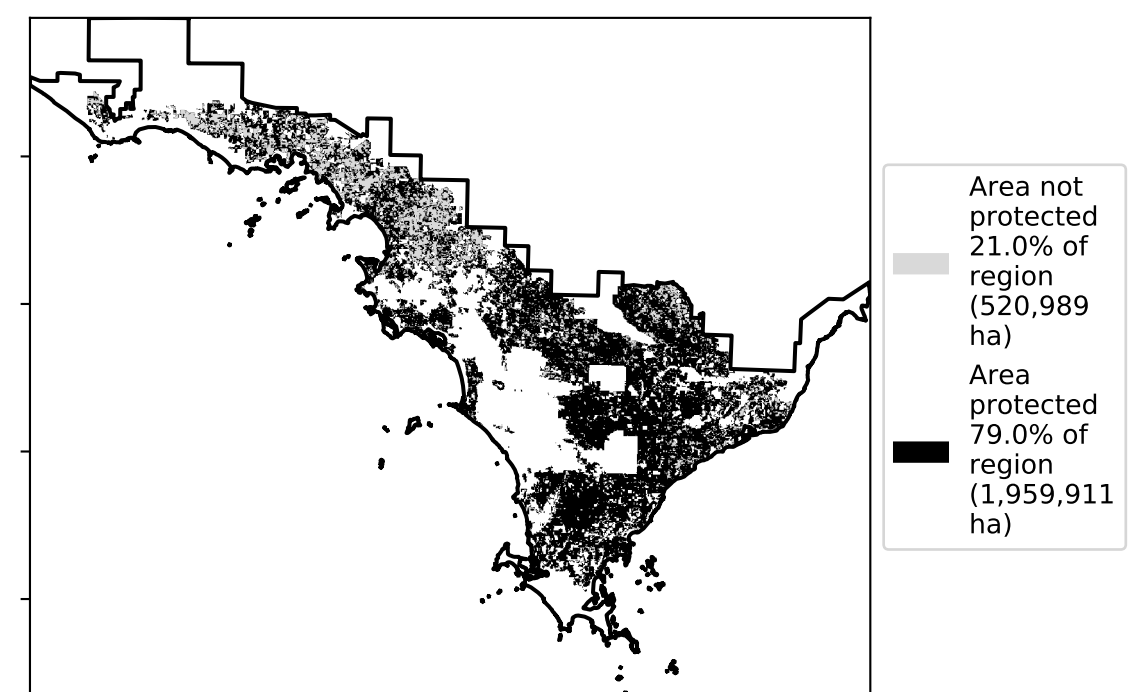 Area not
protected
21.0% of
region
(520,989
ha)
Area
protected
79.0% of
region
(1,959,911
ha)